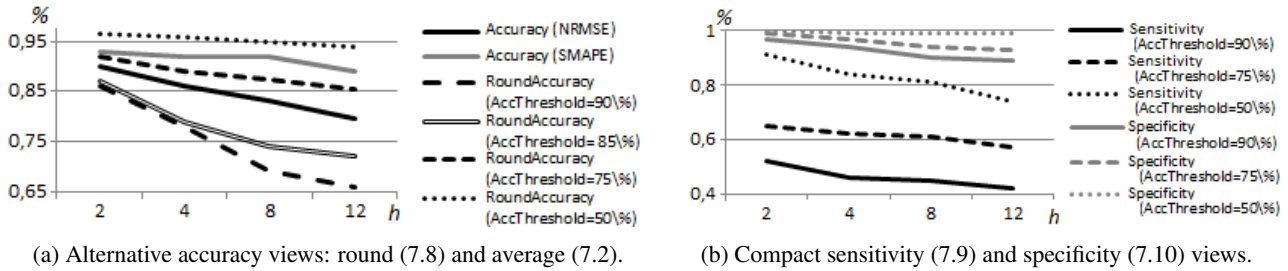 %
0,95
0,85
0,75
0,65
2 4 8 12 h
Accuracy (NRMSE)
Accuracy (SMAPE)
RoundAccuracy
(AccThreshold=90\%)
RoundAccuracy
(AccThreshold= 85\%)
RoundAccuracy
(AccThreshold=75\%)
RoundAccuracy
(AccThreshold=50\%)
(a) Alternative accuracy views: round (7.8) and average (7.2).
%
1
0,8
0,6
0,4
2 4 8 12 h
Sensitivity
(AccThreshold=90\%)
Sensitivity
(AccThreshold=75\%)
Sensitivity
(AccThreshold=50\%)
Specificity
(AccThreshold=90\%)
Specificity
(AccThreshold=75\%)
Specificity
(AccThreshold=50\%)
(b) Compact sensitivity (7.9) and specificity (7.10) views.